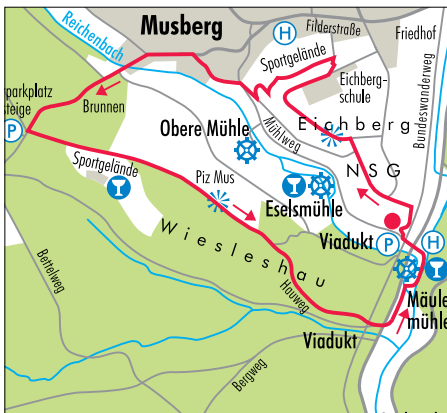 Reichenbach
Musberg
H
Filderstraße
Friedhof
Sportgelände
parkplatz
steige
P
Brunnen
Eichberg-
schule
Bundeswanderweg
Mühlweg
Eichberg
Obere Mühle
NSG
Sportgelände
Piz Mus
Eselsmühle
Viadukt
P
H
Wiesleshau
Bettelweg
Hauweg
Mäule
mühle
Viadukt
Bergweg